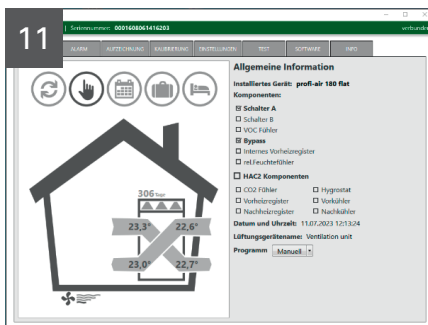 11
Seriennummer: 0001608061416203
verbunden
ALARM AUFZEICHNUNG KALIBRIERUNG EINSTELLUNGEN TEST SOFTWARE INFO
Allgemeine Information
Installiertes Gerät: profi-air 180 flat
Komponenten:
Schalter A
Schalter B
VOC Fühler
Bypass
Internes Vorheizregister
rel.Feuchtefühler
HAC2 Komponenten
CO2 Fühler Hygrostat
Vorheizregister Vorkühler
Nachheizregister Nachkühler
Datum und Uhrzeit: 11.07.2023 12:13:24
Lüftungsgerätename: Ventilation unit
Programm Manuell
306 Tage
23,3° 22,6°
23,0° 22,7°